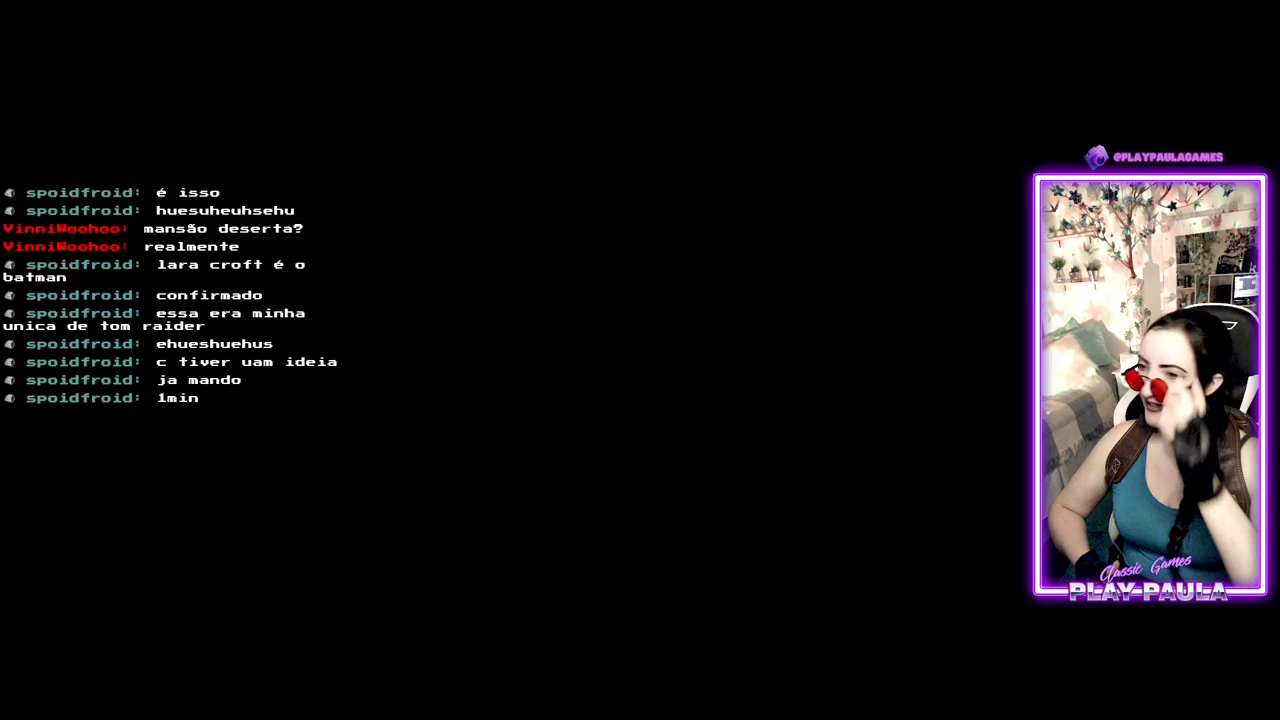 @PLAYPAULAGAMES
spoidfroid: é isso
spoidfroid: huesuheuhsehu
VinniWoohoo: mansão deserta?
VinniWoohoo: realmente
spoidfroid: lara croft é o
batman
spoidfroid: confirmado
spoidfroid: essa era minha
unica de tom raider
spoidfroid: ehueshuehus
spoidfroid: c tiver uam ideia
spoidfroid: ja mando
spoidfroid: 1min
Classic Games
PLAY PAULA